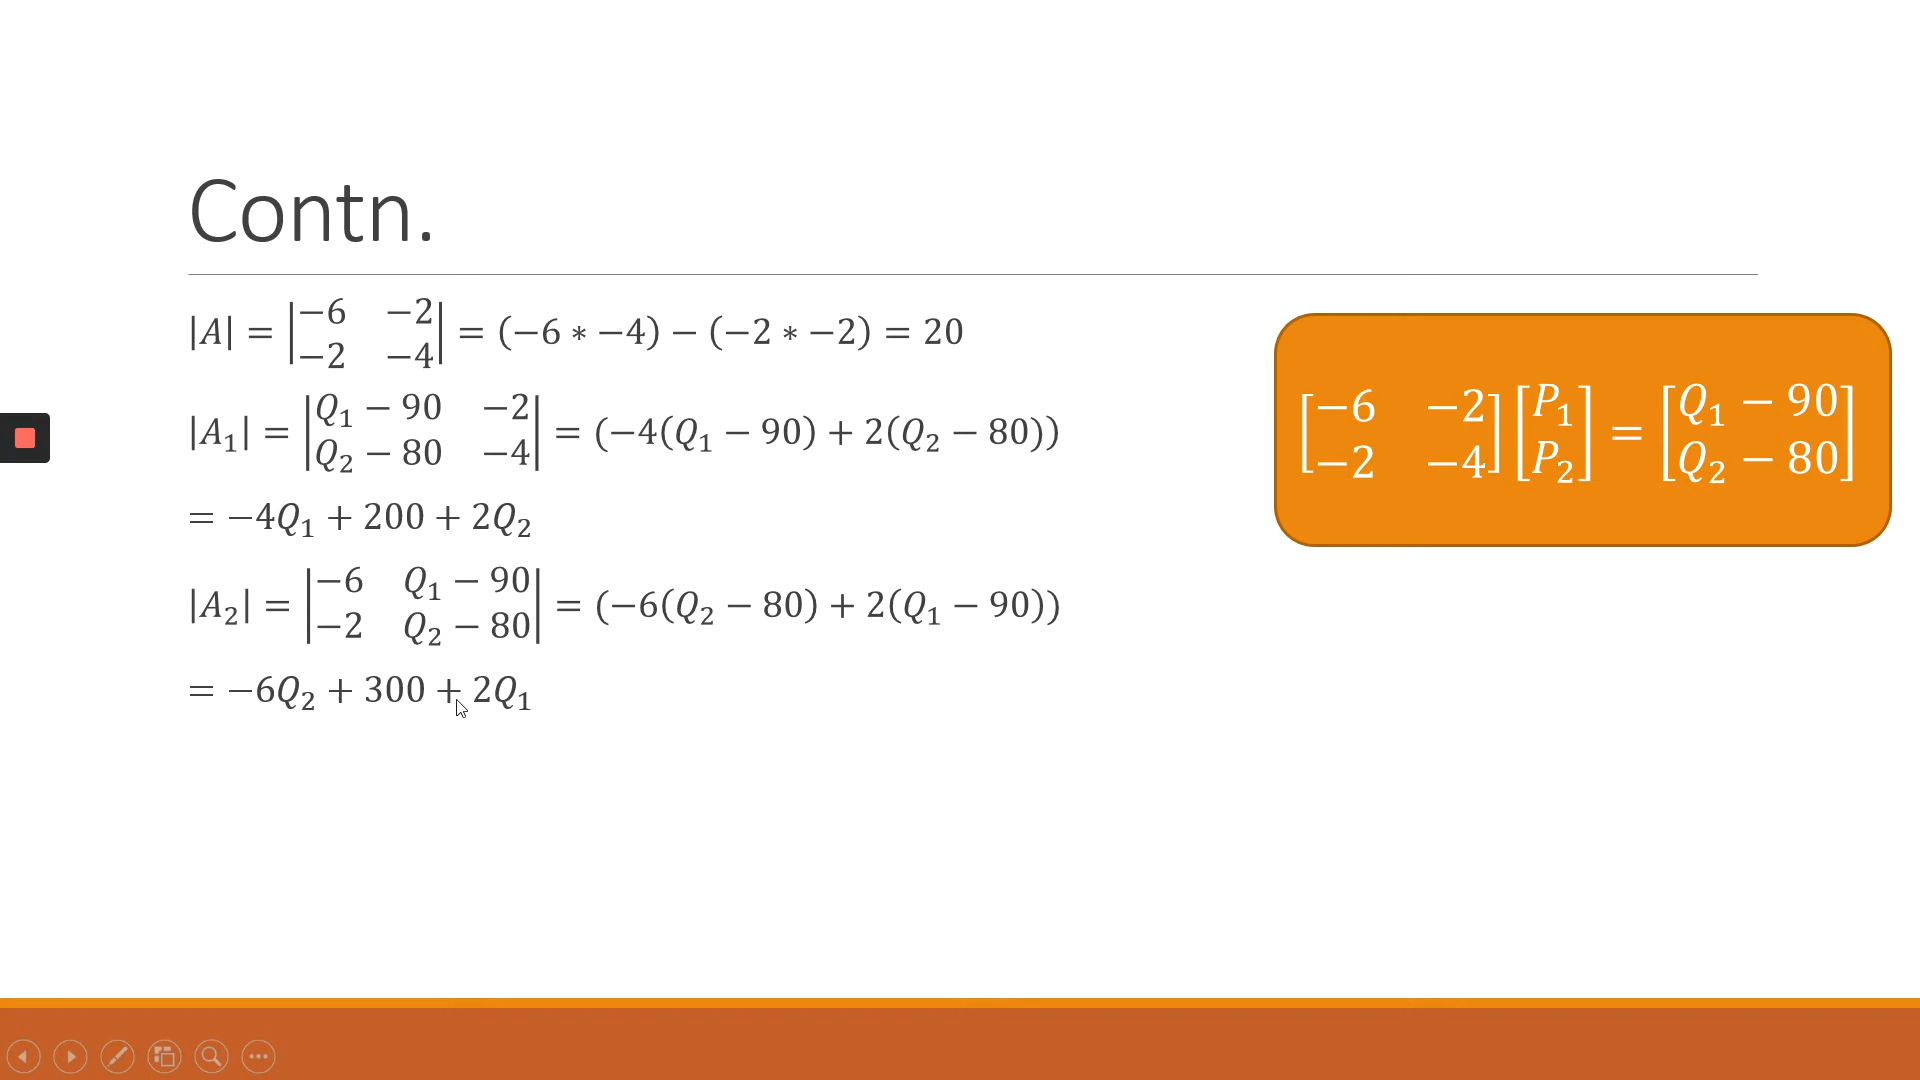 Contn.
|A| = |−6 −2
−2 −4| = (−6 ∗ −4) − (−2 ∗ −2) = 20
|A₁| = |Q₁ − 90 −2
Q₂ − 80 −4| = (−4(Q₁ − 90) + 2(Q₂ − 80))
= −4Q₁ + 200 + 2Q₂
|A₂| = |−6 Q₁ − 90
−2 Q₂ − 80| = (−6(Q₂ − 80) + 2(Q₁ − 90))
= −6Q₂ + 300 + 2Q₁
[−6 −2
−2 −4] [P₁
P₂] = [Q₁ − 90
Q₂ − 80]